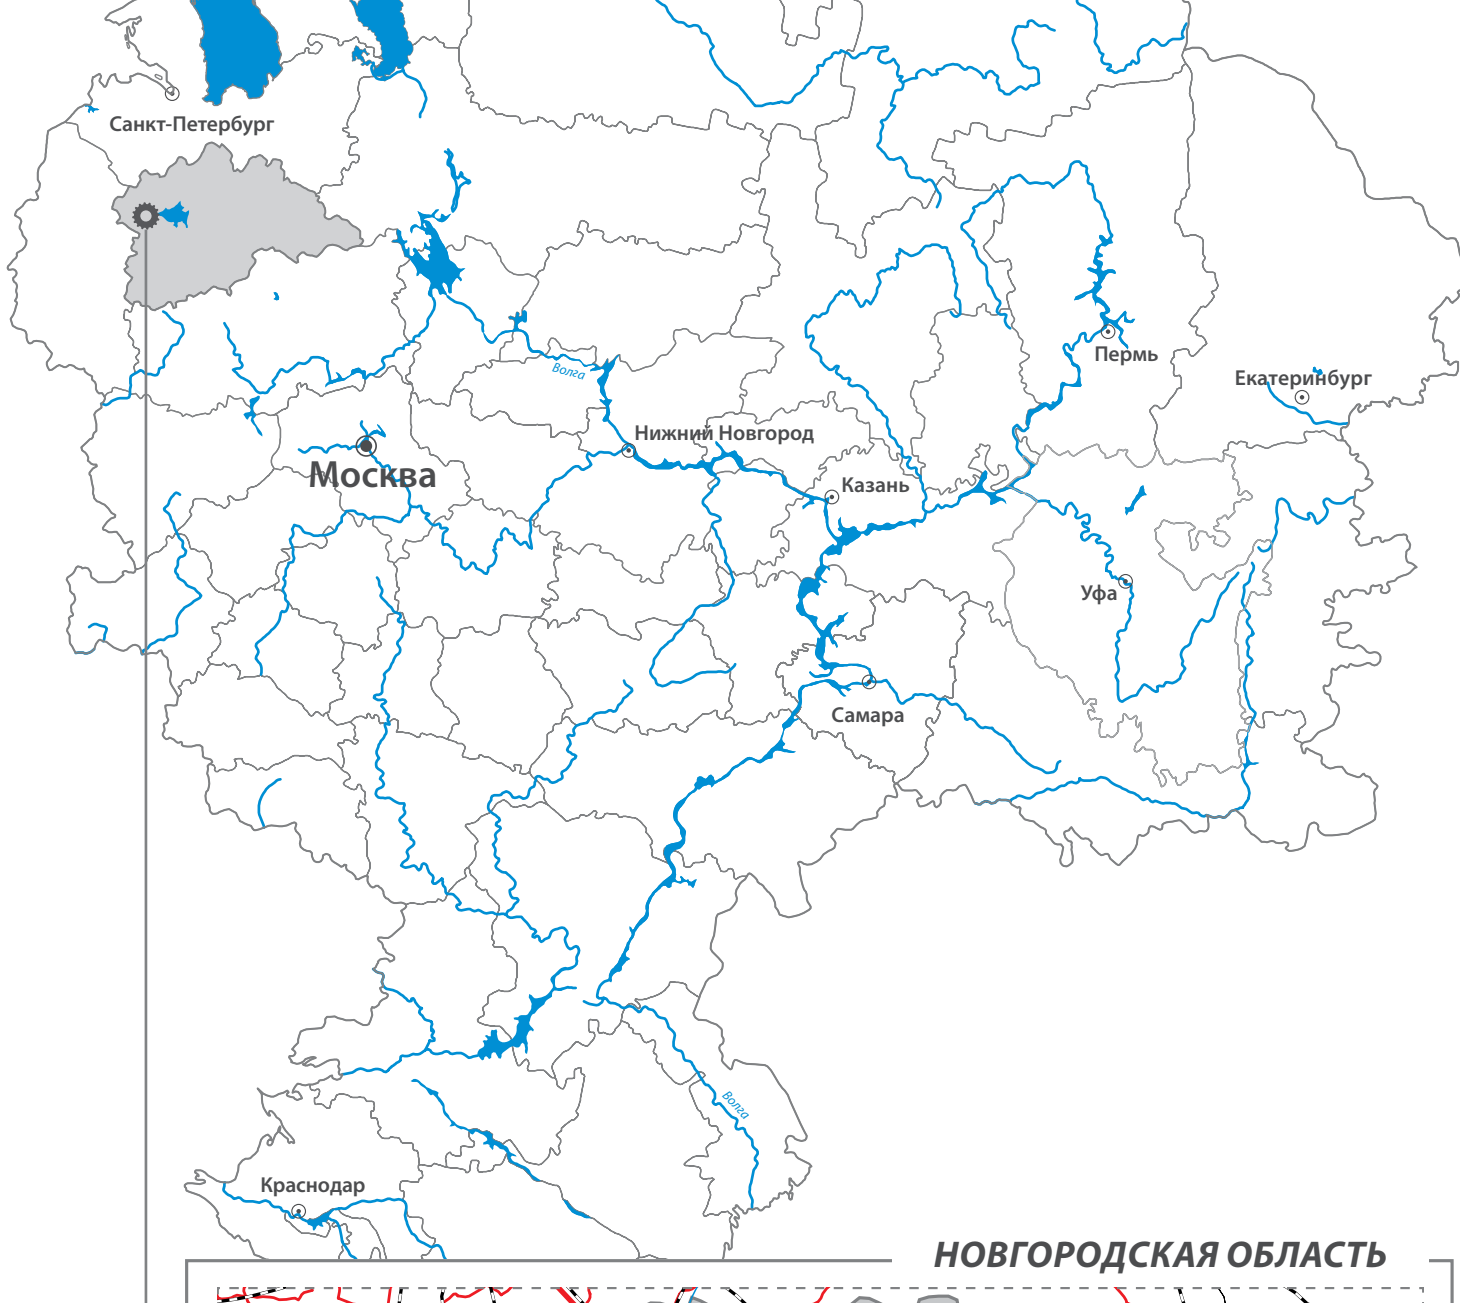 Санкт-Петербург
Пермь
Волга
Екатеринбург
Нижний Новгород
Москва
Казань
Уфа
Самара
Волга
Краснодар
НОВГОРОДСКАЯ ОБЛАСТЬ